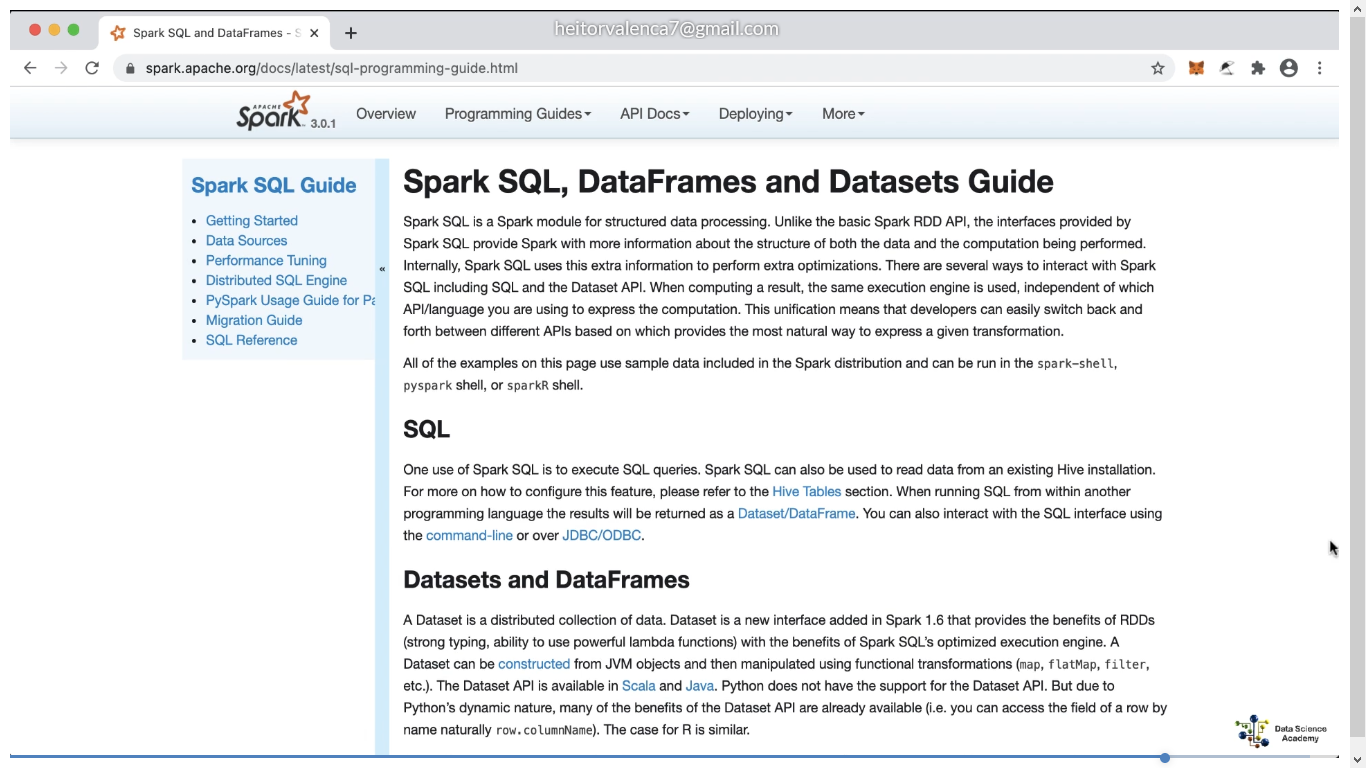 Spark SQL and DataFrames - S
heitorvalenca7@gmail.com
spark.apache.org/docs/latest/sql-programming-guide.html
APACHE
Spark 3.0.1
Overview
Programming Guides
API Docs
Deploying
More
Spark SQL Guide
Getting Started
Data Sources
Performance Tuning
Distributed SQL Engine
PySpark Usage Guide for Pa
Migration Guide
SQL Reference
«
Spark SQL, DataFrames and Datasets Guide
Spark SQL is a Spark module for structured data processing. Unlike the basic Spark RDD API, the interfaces provided by
Spark SQL provide Spark with more information about the structure of both the data and the computation being performed.
Internally, Spark SQL uses this extra information to perform extra optimizations. There are several ways to interact with Spark
SQL including SQL and the Dataset API. When computing a result, the same execution engine is used, independent of which
API/language you are using to express the computation. This unification means that developers can easily switch back and
forth between different APIs based on which provides the most natural way to express a given transformation.
All of the examples on this page use sample data included in the Spark distribution and can be run in the spark-shell,
pyspark shell, or sparkR shell.
SQL
One use of Spark SQL is to execute SQL queries. Spark SQL can also be used to read data from an existing Hive installation.
For more on how to configure this feature, please refer to the Hive Tables section. When running SQL from within another
programming language the results will be returned as a Dataset/DataFrame. You can also interact with the SQL interface using
the command-line or over JDBC/ODBC.
Datasets and DataFrames
A Dataset is a distributed collection of data. Dataset is a new interface added in Spark 1.6 that provides the benefits of RDDs
(strong typing, ability to use powerful lambda functions) with the benefits of Spark SQL's optimized execution engine. A
Dataset can be constructed from JVM objects and then manipulated using functional transformations (map, flatMap, filter,
etc.). The Dataset API is available in Scala and Java. Python does not have the support for the Dataset API. But due to
Python's dynamic nature, many of the benefits of the Dataset API are already available (i.e. you can access the field of a row by
name naturally row.columnName). The case for R is similar.
Data Science
Academy